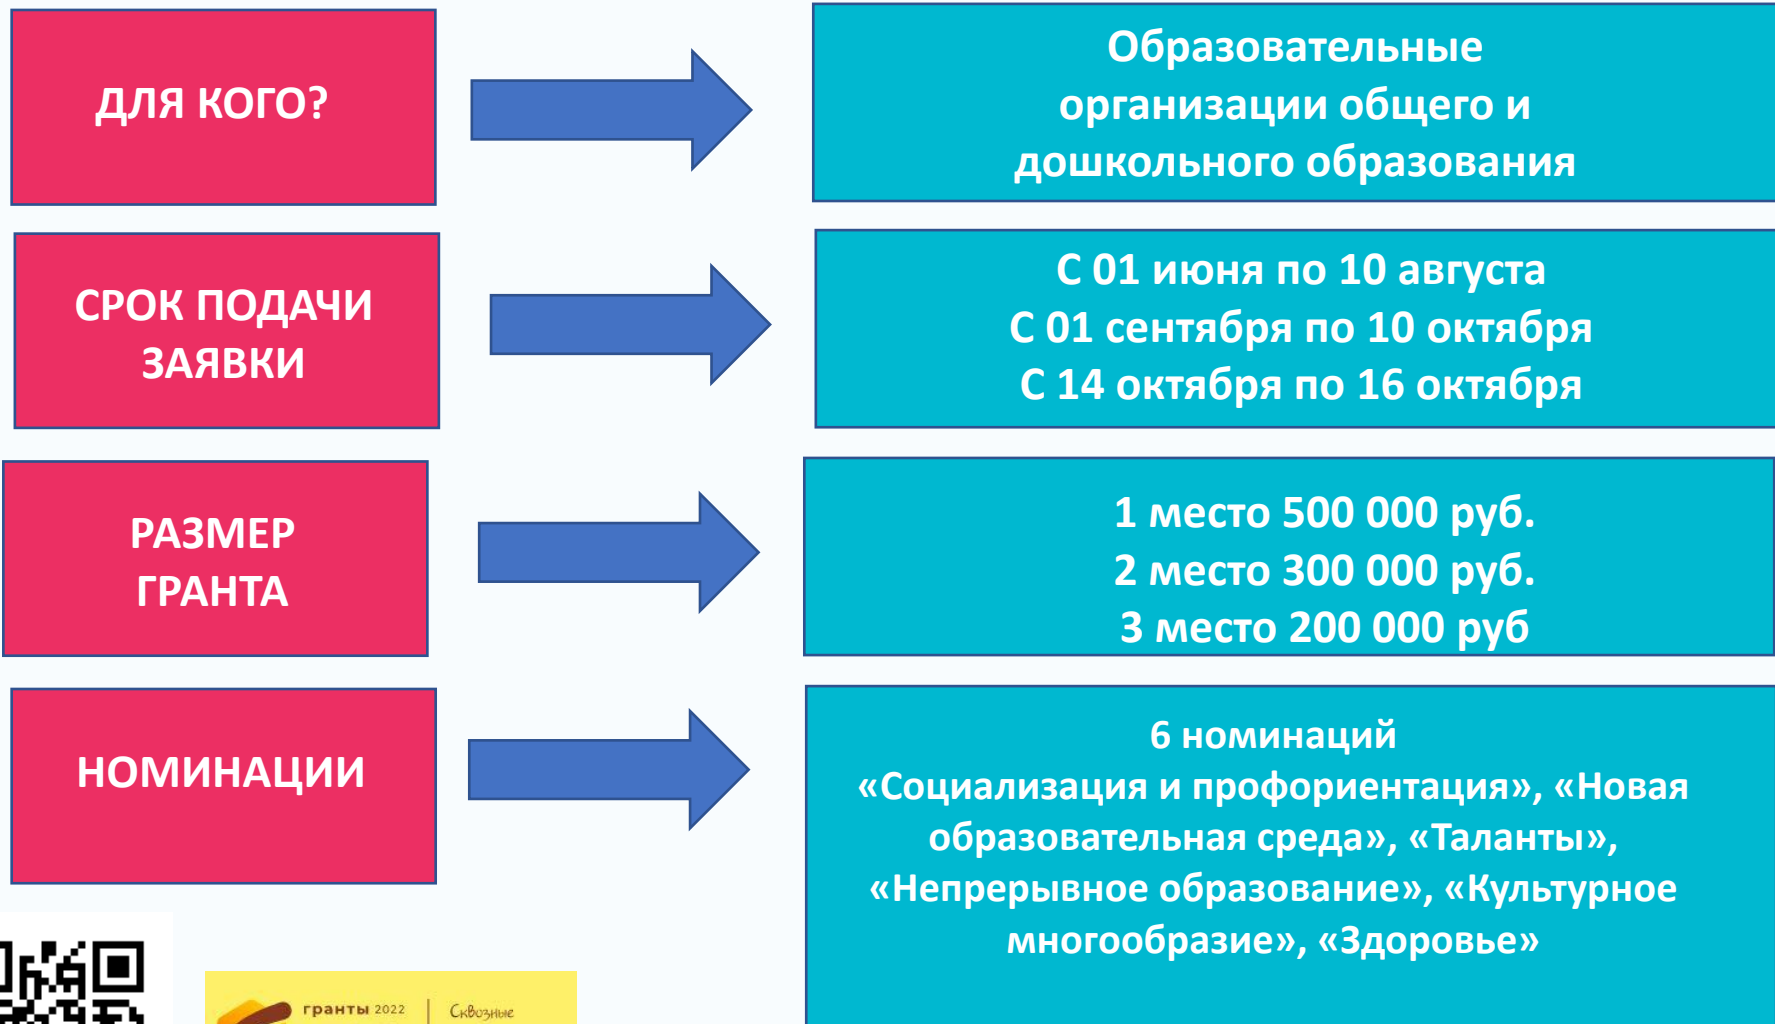 ДЛЯ КОГО?
Образовательные
организации общего и
дошкольного образования
СРОК ПОДАЧИ
ЗАЯВКИ
С 01 июня по 10 августа
С 01 сентября по 10 октября
С 14 октября по 16 октября
РАЗМЕР
ГРАНТА
1 место 500 000 руб.
2 место 300 000 руб.
3 место 200 000 руб
НОМИНАЦИИ
6 номинаций
«Социализация и профориентация», «Новая
образовательная среда», «Таланты»,
«Непрерывное образование», «Культурное
многообразие», «Здоровье»
гранты 2022
Сквозные